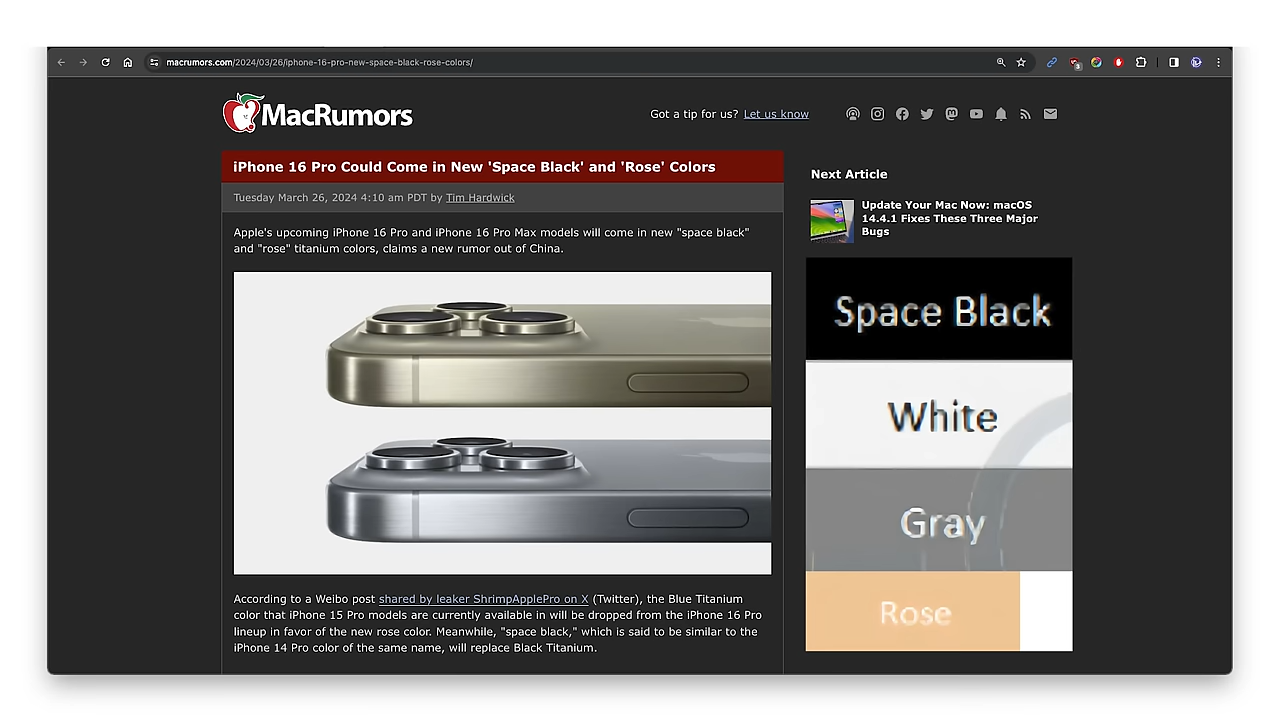 macrumors.com/2024/03/26/iphone-16-pro-new-space-black-rose-colors/
3
MacRumors
Got a tip for us? Let us know
iPhone 16 Pro Could Come in New 'Space Black' and 'Rose' Colors
Tuesday March 26, 2024 4:10 am PDT by Tim Hardwick
Apple's upcoming iPhone 16 Pro and iPhone 16 Pro Max models will come in new "space black"
and "rose" titanium colors, claims a new rumor out of China.
According to a Weibo post shared by leaker ShrimpApplePro on X (Twitter), the Blue Titanium
color that iPhone 15 Pro models are currently available in will be dropped from the iPhone 16 Pro
lineup in favor of the new rose color. Meanwhile, "space black," which is said to be similar to the
iPhone 14 Pro color of the same name, will replace Black Titanium.
Next Article
Update Your Mac Now: macOS
14.4.1 Fixes These Three Major
Bugs
Space Black
White
Gray
Rose